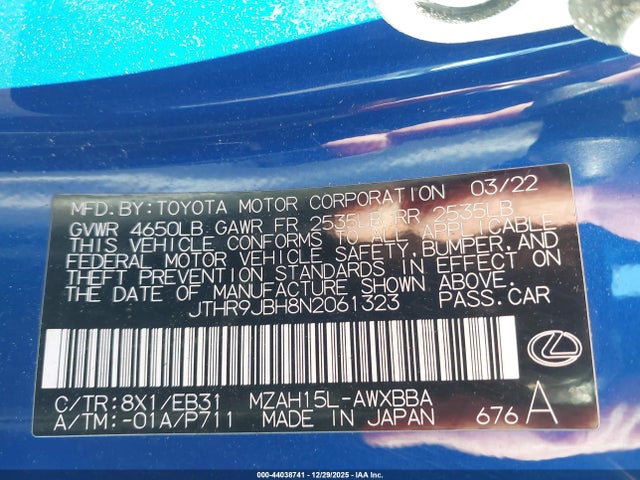 MFD. BY: TOYOTA MOTOR CORPORATION 03/22
GVWR 4650LB GAWR FR 2535LB RR 2535LB
THIS VEHICLE CONFORMS TO ALL APPLICABLE
FEDERAL MOTOR VEHICLE SAFETY, BUMPER, AND
THEFT PREVENTION STANDARDS IN EFFECT ON
THE DATE OF MANUFACTURE SHOWN ABOVE.
JTHR9JBH8N2061323 PASS. CAR
C/TR: 8X1/EB31 MZAH15L-AWXBBA
A/TM: -01A/P711 MADE IN JAPAN 676 A
000-44038741 - 12/29/2025 - IAA Inc.